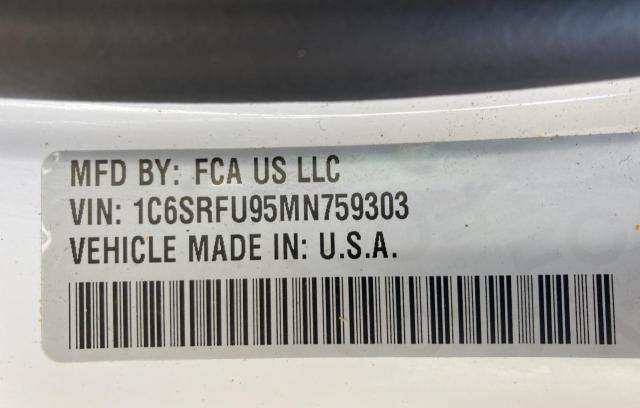 MFD BY: FCA US LLC
VIN: 1C6SRFU95MN759303
VEHICLE MADE IN: U.S.A.